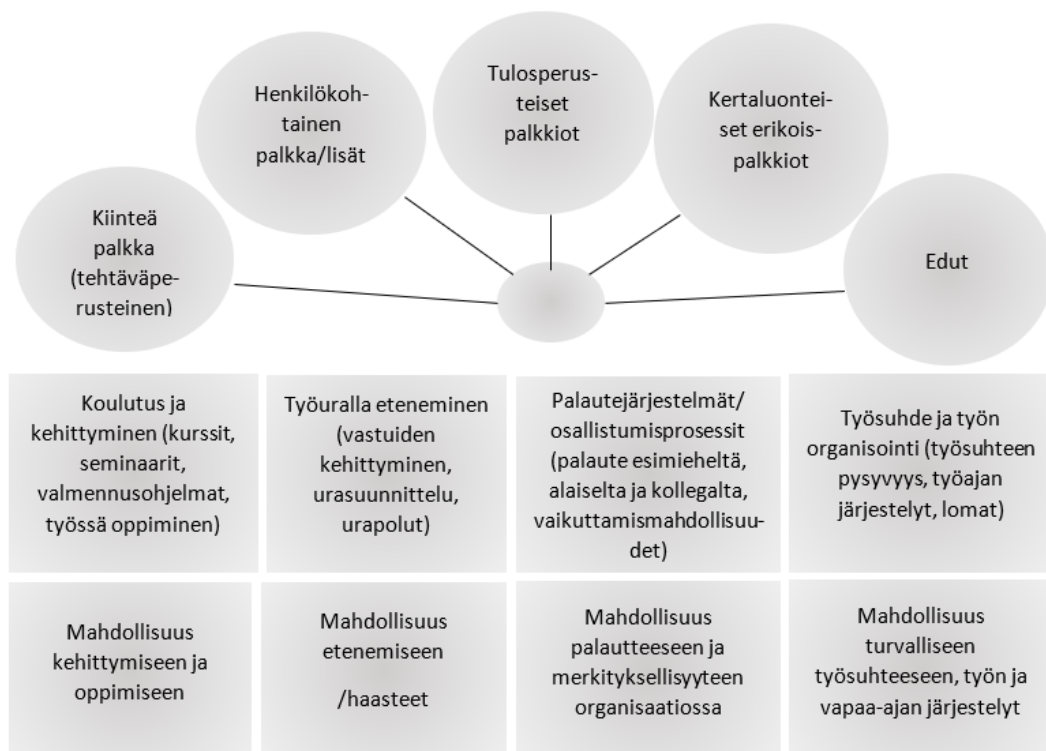 Kiinteä
palkka
(tehtäväpe-
rusteinen)
Henkilökoh-
tainen
palkka/lisät
Tulosperus-
teiset
palkkiot
Kertaluontei-
set erikois-
palkkiot
Edut
Koulutus ja
kehittyminen (kurssit,
seminaarit,
valmennusohjelmat,
työssä oppiminen)
Työuralla eteneminen
(vastuiden
kehittyminen,
urasuunnittelu,
urapolut)
Palautejärjestelmät/
osallistumisprosessit
(palaute esimieheltä,
alaiselta ja kollegalta,
vaikuttamismahdollisuu-
det)
Työsuhde ja työn
organisointi (työsuhteen
pysyvyys, työajan
järjestelyt, lomat)
Mahdollisuus
kehittymiseen ja
oppimiseen
Mahdollisuus
etenemiseen
/haasteet
Mahdollisuus
palautteeseen ja
merkityksellisyyteen
organisaatiossa
Mahdollisuus
turvalliseen
työsuhteeseen, työn ja
vapaa-ajan järjestelyt